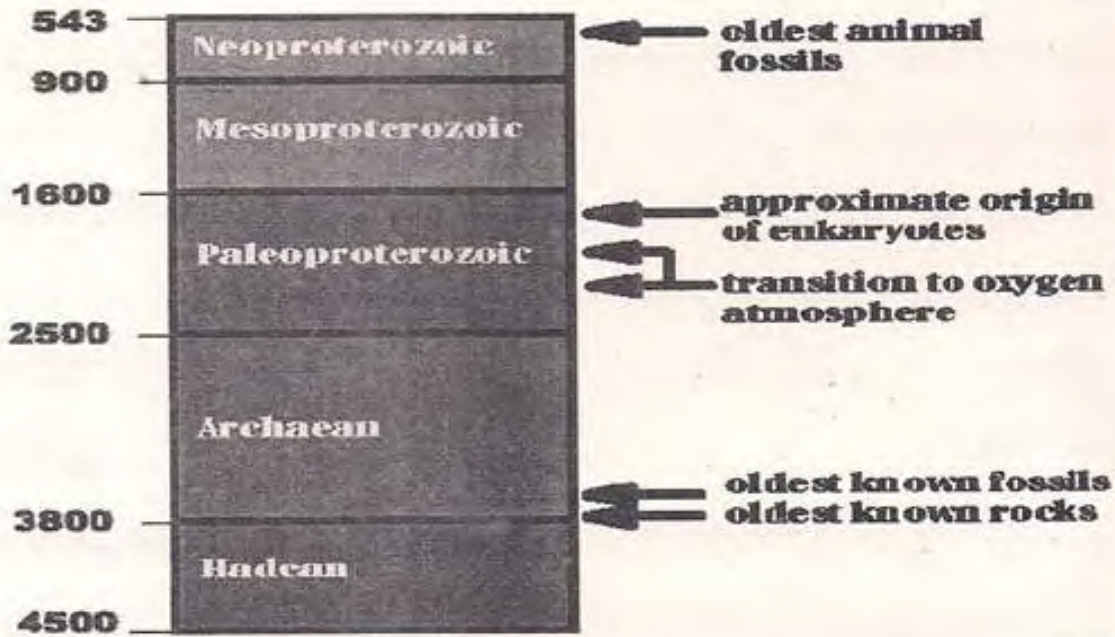 543
Neoproterozoic
oldest animal
fossils
900
Mesoproterozoic
1600
approximate origin
of eukaryotes
Paleoproterozoic
transition to oxygen
atmosphere
2500
Archaean
oldest known fossils
3800
oldest known rocks
Hadean
4500